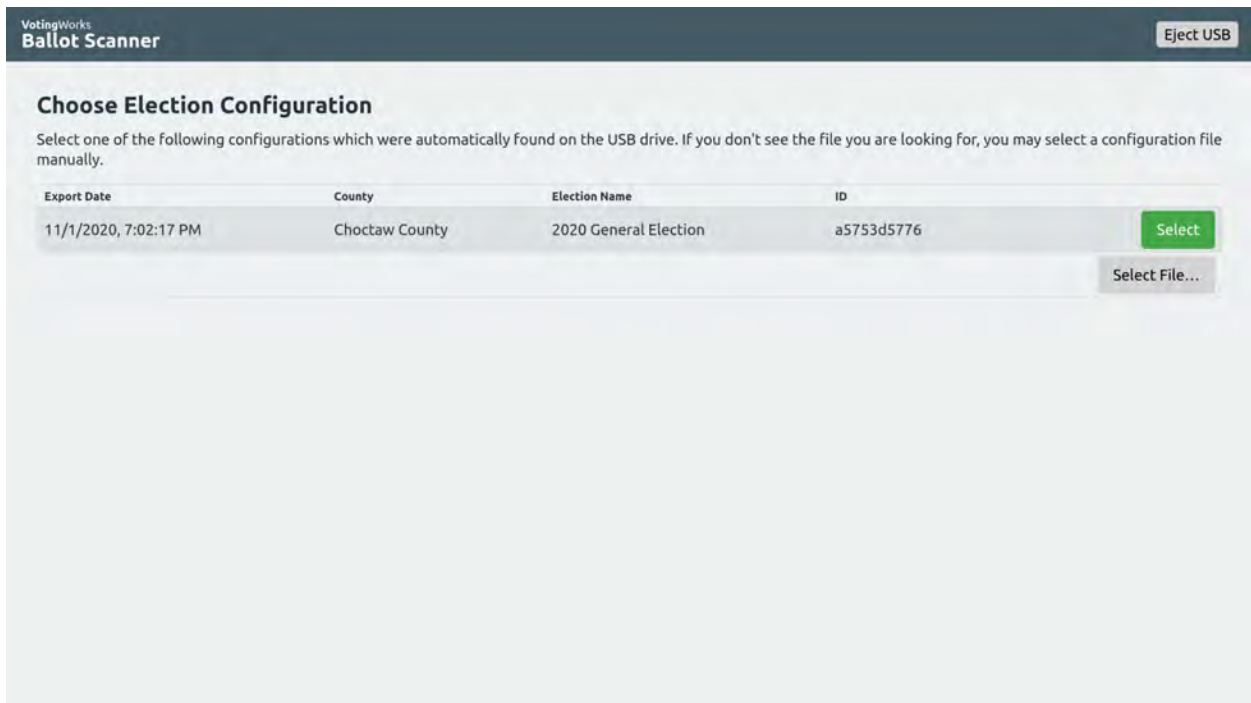 VotingWorks
Ballot Scanner
Eject USB
Choose Election Configuration
Select one of the following configurations which were automatically found on the USB drive. If you don't see the file you are looking for, you may select a configuration file
manually.
Export Date County Election Name ID
11/1/2020, 7:02:17 PM Choctaw County 2020 General Election a5753d5776 Select
Select File...